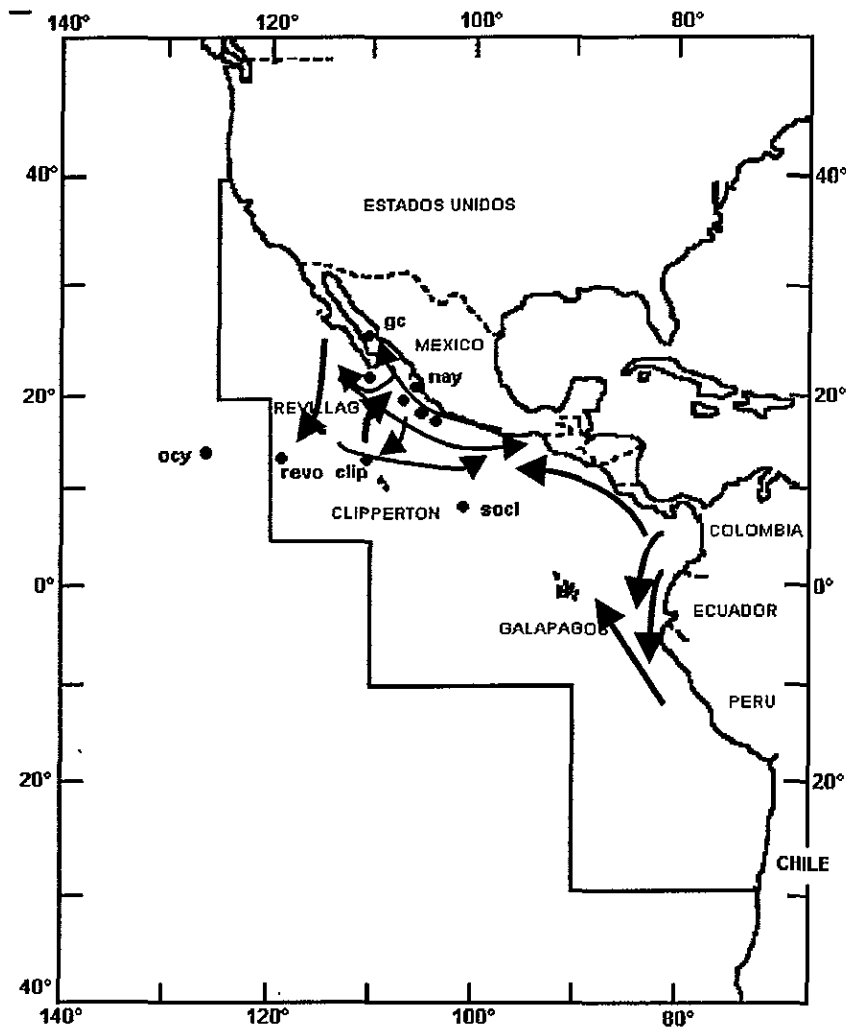 140° 120° 100° 80°
40° 40°
ESTADOS UNIDOS
gc
MEXICO
nay
20° 20°
REVILLAG
ocy
revo clip
CLIPPERTON
socl
COLOMBIA
0° 0°
ECUADOR
GALAPAGOS
PERU
20° 20°
CHILE
40°
140° 120° 100° 80°